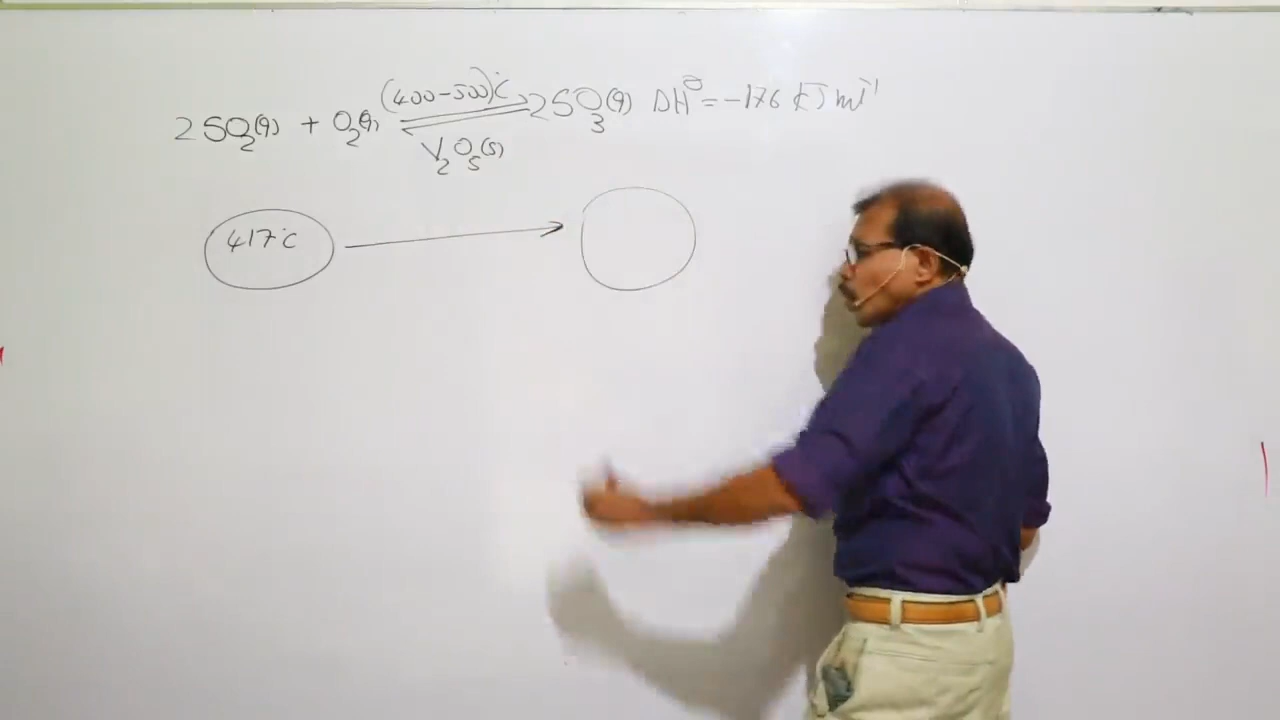 2SO₂(g) + O₂(g) (400-500)°C ⇌ V₂O₅(s) 2SO₃(g) ΔH° = -176 kJ mol⁻¹
417°C